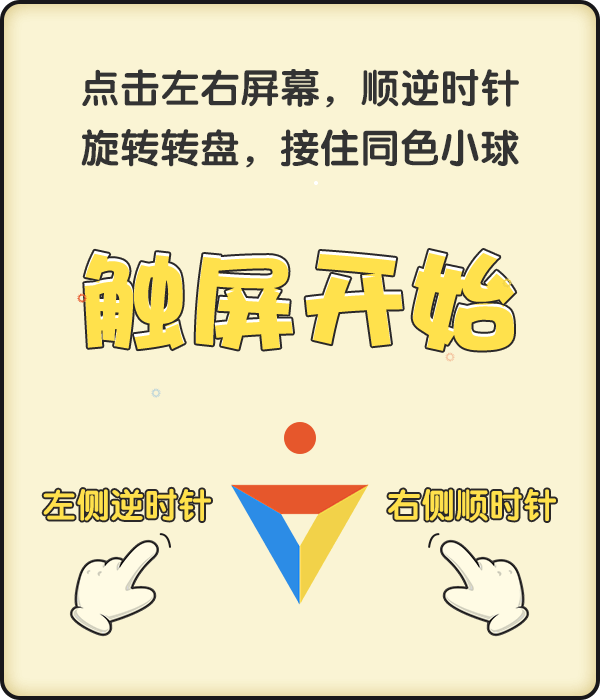 点击左右屏幕，顺逆时针
旋转转盘，接住同色小球
触屏开始
左侧逆时针
右侧顺时针